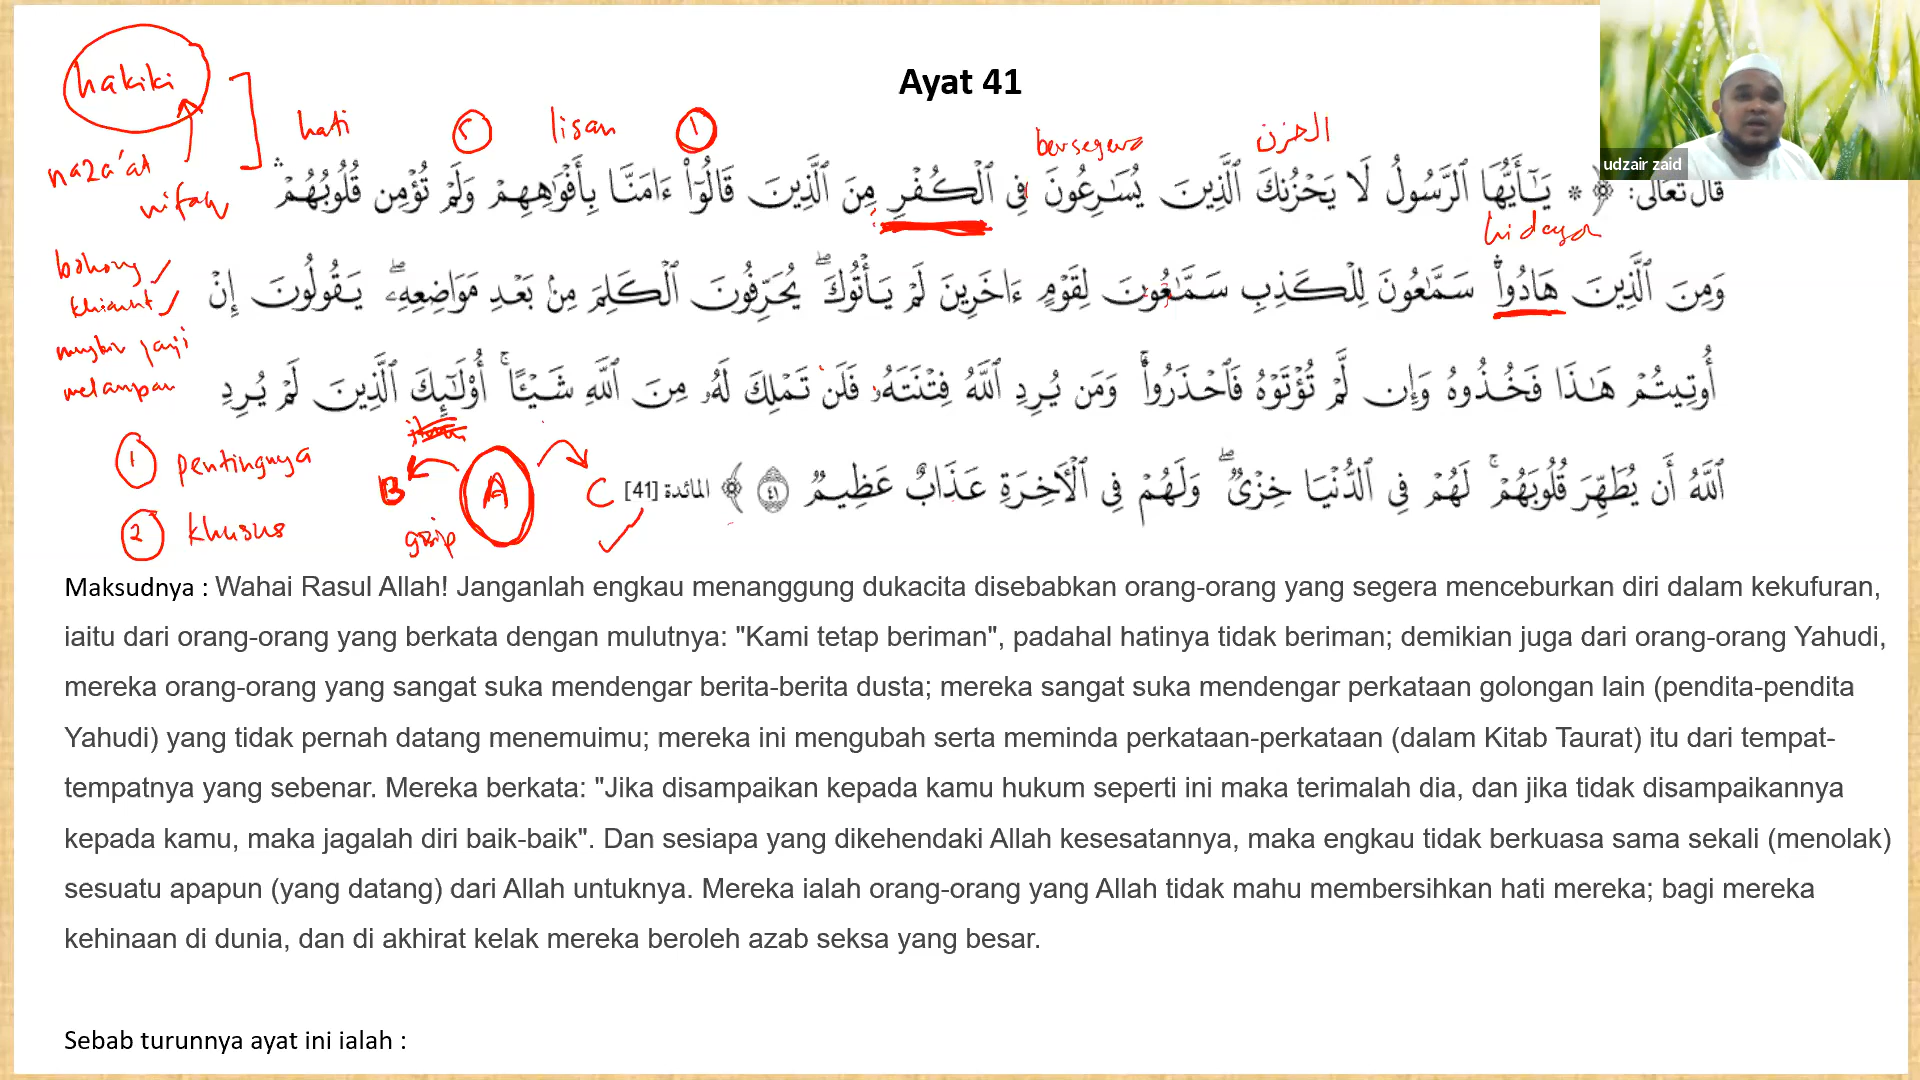 Ayat 41
udzair zaid
hakiki
naza'at
nifaq
hati
٢
lisan
١
bersegera
الحزن
قال تعالى: ﴿ * يَـٰٓأَيُّهَا ٱلرَّسُولُ لَا يَحْزُنكَ ٱلَّذِينَ يُسَـٰرِعُونَ فِى ٱلْكُفْرِ مِنَ ٱلَّذِينَ قَالُوٓا۟ ءَامَنَّا بِأَفْوَٰهِهِمْ وَلَمْ تُؤْمِن قُلُوبُهُمْ ۛ
bohong
khianat
mungkir janji
melampau
وَمِنَ ٱلَّذِينَ هَادُوا۟ ۛ سَمَّـٰعُونَ لِلْكَذِبِ سَمَّـٰعُونَ لِقَوْمٍ ءَاخَرِينَ لَمْ يَأْتُوكَ ۖ يُحَرِّفُونَ ٱلْكَلِمَ مِنۢ بَعْدِ مَوَاضِعِهِۦ ۖ يَقُولُونَ إِنْ
أُوتِيتُمْ هَـٰذَا فَخُذُوهُ وَإِن لَّمْ تُؤْتَوْهُ فَٱحْذَرُوا۟ ۚ وَمَن يُرِدِ ٱللَّهُ فِتْنَتَهُۥ فَلَن تَمْلِكَ لَهُۥ مِنَ ٱللَّهِ شَيْـًٔا ۚ أُو۟لَـٰٓئِكَ ٱلَّذِينَ لَمْ يُرِدِ
ٱللَّهُ أَن يُطَهِّرَ قُلُوبَهُمْ ۚ لَهُمْ فِى ٱلدُّنْيَا خِزْىٌ ۖ وَلَهُمْ فِى ٱلْـَٔاخِرَةِ عَذَابٌ عَظِيمٌ ٤١ ﴾ المائدة [41]
1 pentingnya
2 khusus
B A C
gosip
Maksudnya : Wahai Rasul Allah! Janganlah engkau menanggung dukacita disebabkan orang-orang yang segera menceburkan diri dalam kekufuran,
iaitu dari orang-orang yang berkata dengan mulutnya: "Kami tetap beriman", padahal hatinya tidak beriman; demikian juga dari orang-orang Yahudi,
mereka orang-orang yang sangat suka mendengar berita-berita dusta; mereka sangat suka mendengar perkataan golongan lain (pendita-pendita
Yahudi) yang tidak pernah datang menemuimu; mereka ini mengubah serta meminda perkataan-perkataan (dalam Kitab Taurat) itu dari tempat-
tempatnya yang sebenar. Mereka berkata: "Jika disampaikan kepada kamu hukum seperti ini maka terimalah dia, dan jika tidak disampaikannya
kepada kamu, maka jagalah diri baik-baik". Dan sesiapa yang dikehendaki Allah kesesatannya, maka engkau tidak berkuasa sama sekali (menolak)
sesuatu apapun (yang datang) dari Allah untuknya. Mereka ialah orang-orang yang Allah tidak mahu membersihkan hati mereka; bagi mereka
kehinaan di dunia, dan di akhirat kelak mereka beroleh azab seksa yang besar.
Sebab turunnya ayat ini ialah :